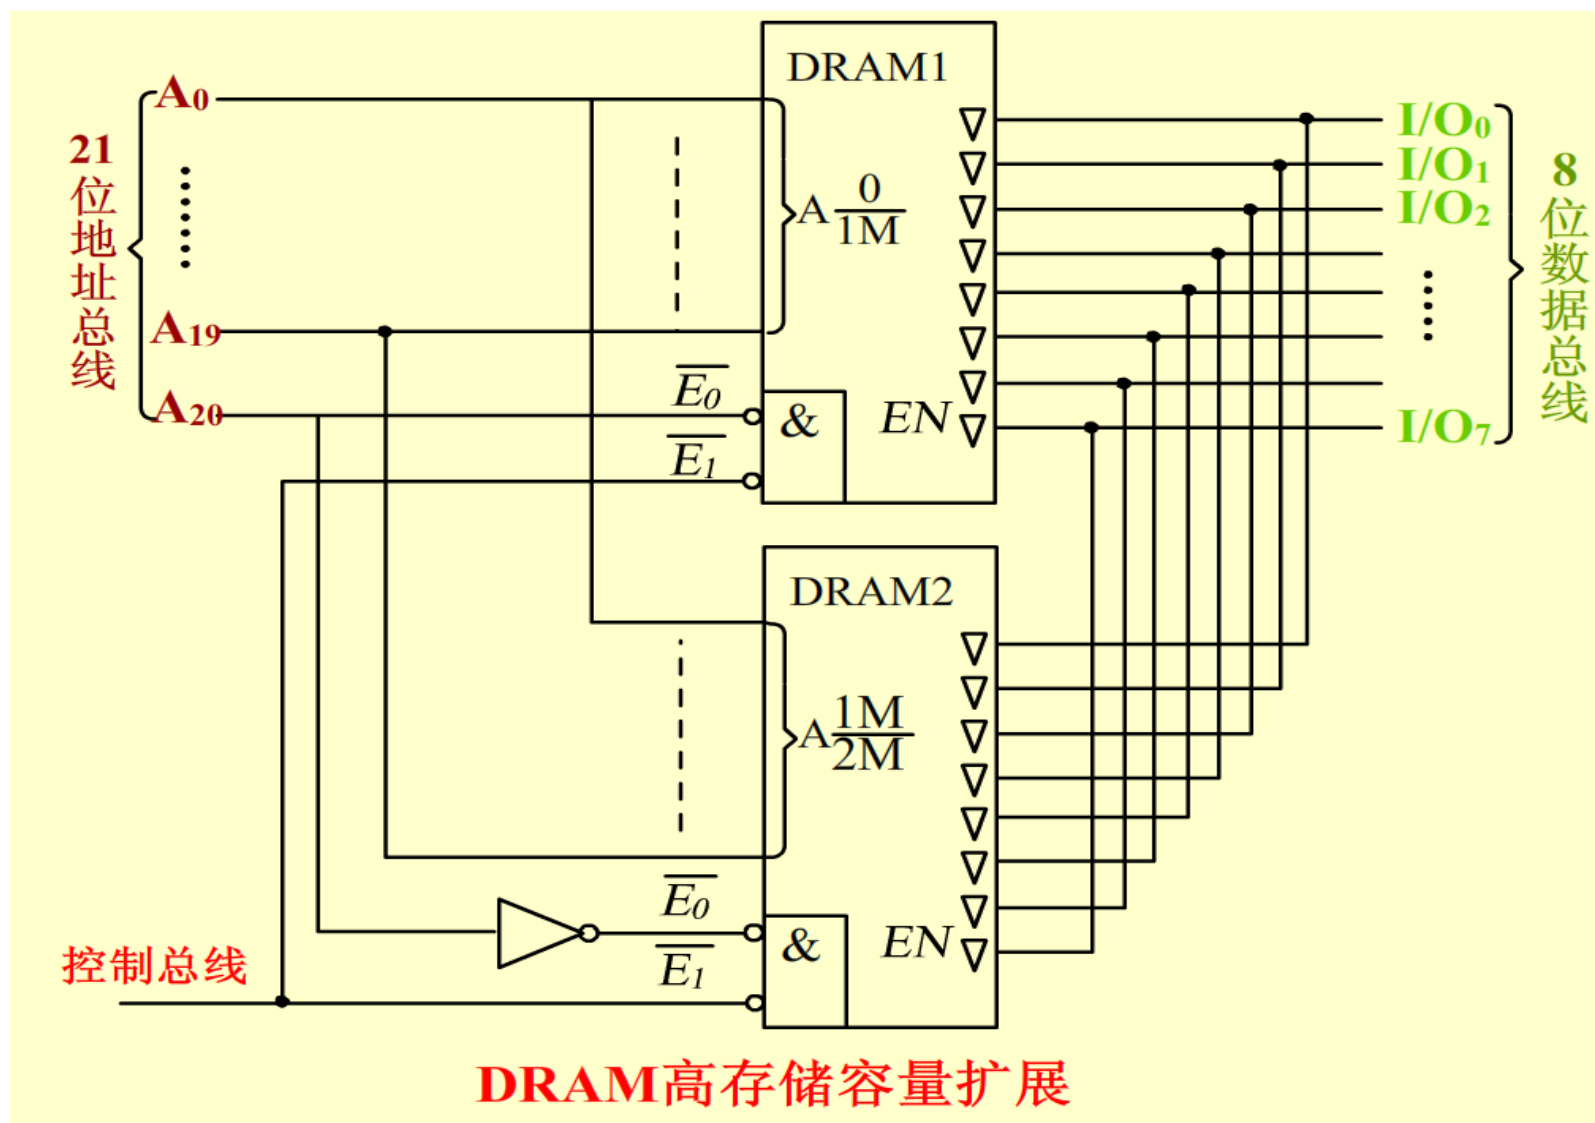 21位地址总线
A0
A19
A20
DRAM1
A 0/1M
E0
E1
&
EN
I/O0
I/O1
I/O2
I/O7
8位数据总线
DRAM2
A 1M/2M
E0
E1
&
EN
控制总线
DRAM高存储容量扩展